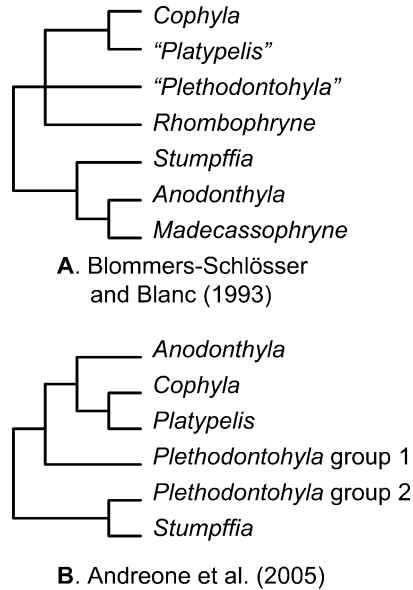 Cophyla
“Platypelis”
“Plethodontohyla”
Rhombophryne
Stumpffia
Anodonthyla
Madecassophryne
A. Blommers-Schlösser
and Blanc (1993)
Anodonthyla
Cophyla
Platypelis
Plethodontohyla group 1
Plethodontohyla group 2
Stumpffia
B. Andreone et al. (2005)